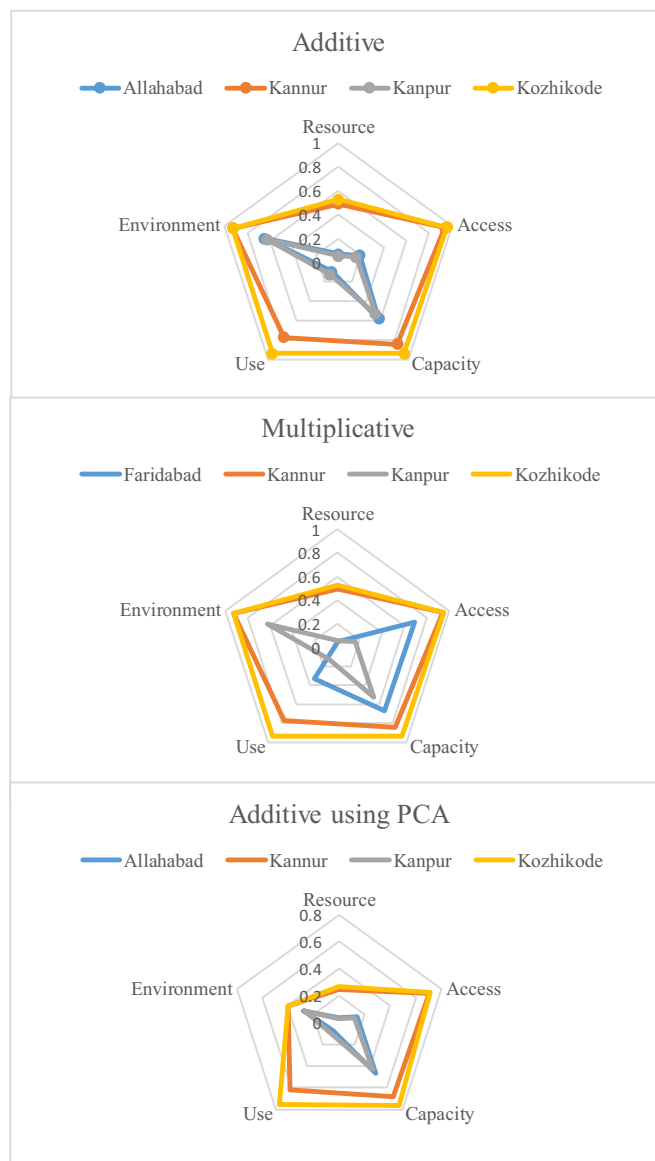 Additive
Allahabad Kannur Kanpur Kozhikode
Resource
1
0.8
0.6
0.4
0.2
0
Environment Access
Use Capacity
Multiplicative
Faridabad Kannur Kanpur Kozhikode
Resource
1
0.8
0.6
0.4
0.2
0
Environment Access
Use Capacity
Additive using PCA
Allahabad Kannur Kanpur Kozhikode
Resource
0.8
0.6
0.4
0.2
0
Environment Access
Use Capacity